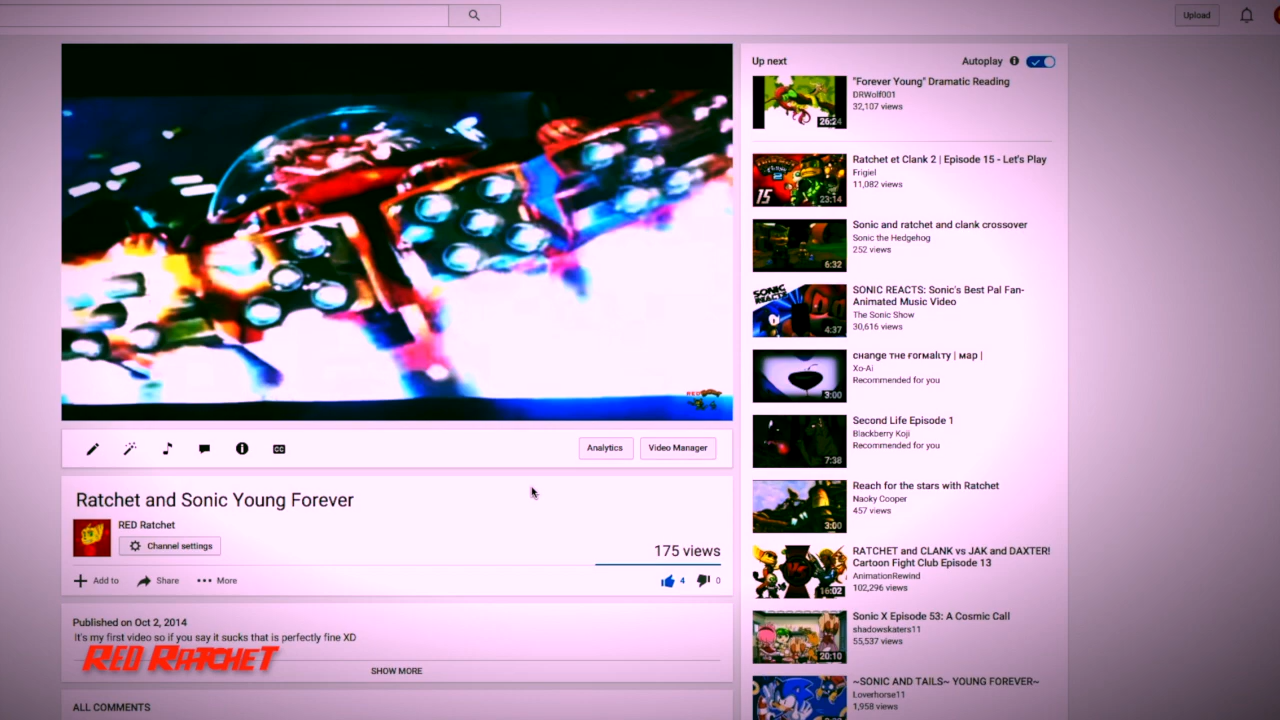 Upload
Up next
Autoplay
"Forever Young" Dramatic Reading
DRWolf001
32,107 views
26:24
Ratchet et Clank 2 | Episode 15 - Let's Play
Frigiel
11,082 views
15
23:14
Sonic and ratchet and clank crossover
Sonic the Hedgehog
252 views
6:32
SONIC REACTS: Sonic's Best Pal Fan-
Animated Music Video
The Sonic Show
30,616 views
SONIC
REACTS
4:37
cʜange тʜe ғorмalιтy | мap |
Xo-Ai
Recommended for you
3:00
Second Life Episode 1
Blackberry Koji
Recommended for you
7:38
Reach for the stars with Ratchet
Naoky Cooper
457 views
3:00
RATCHET and CLANK vs JAK and DAXTER!
Cartoon Fight Club Episode 13
AnimationRewind
102,296 views
16:02
Sonic X Episode 53: A Cosmic Call
shadowskaters11
55,537 views
20:10
~SONIC AND TAILS~ YOUNG FOREVER~
Loverhorse11
1,958 views
RED
CC
Analytics
Video Manager
Ratchet and Sonic Young Forever
RED Ratchet
Channel settings
175 views
Add to
Share
More
4
0
Published on Oct 2, 2014
It's my first video so if you say it sucks that is perfectly fine XD
RED RATCHET
SHOW MORE
ALL COMMENTS